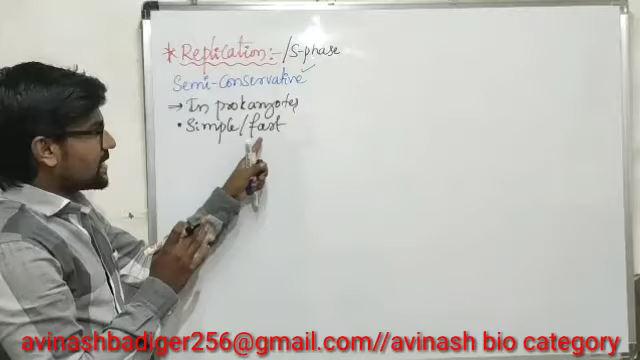 * Replication:-/S-phase
Semi-conservative ✓
→ In prokaryotes
• Simple/fast
avinashbadiger256@gmail.com//avinash bio category